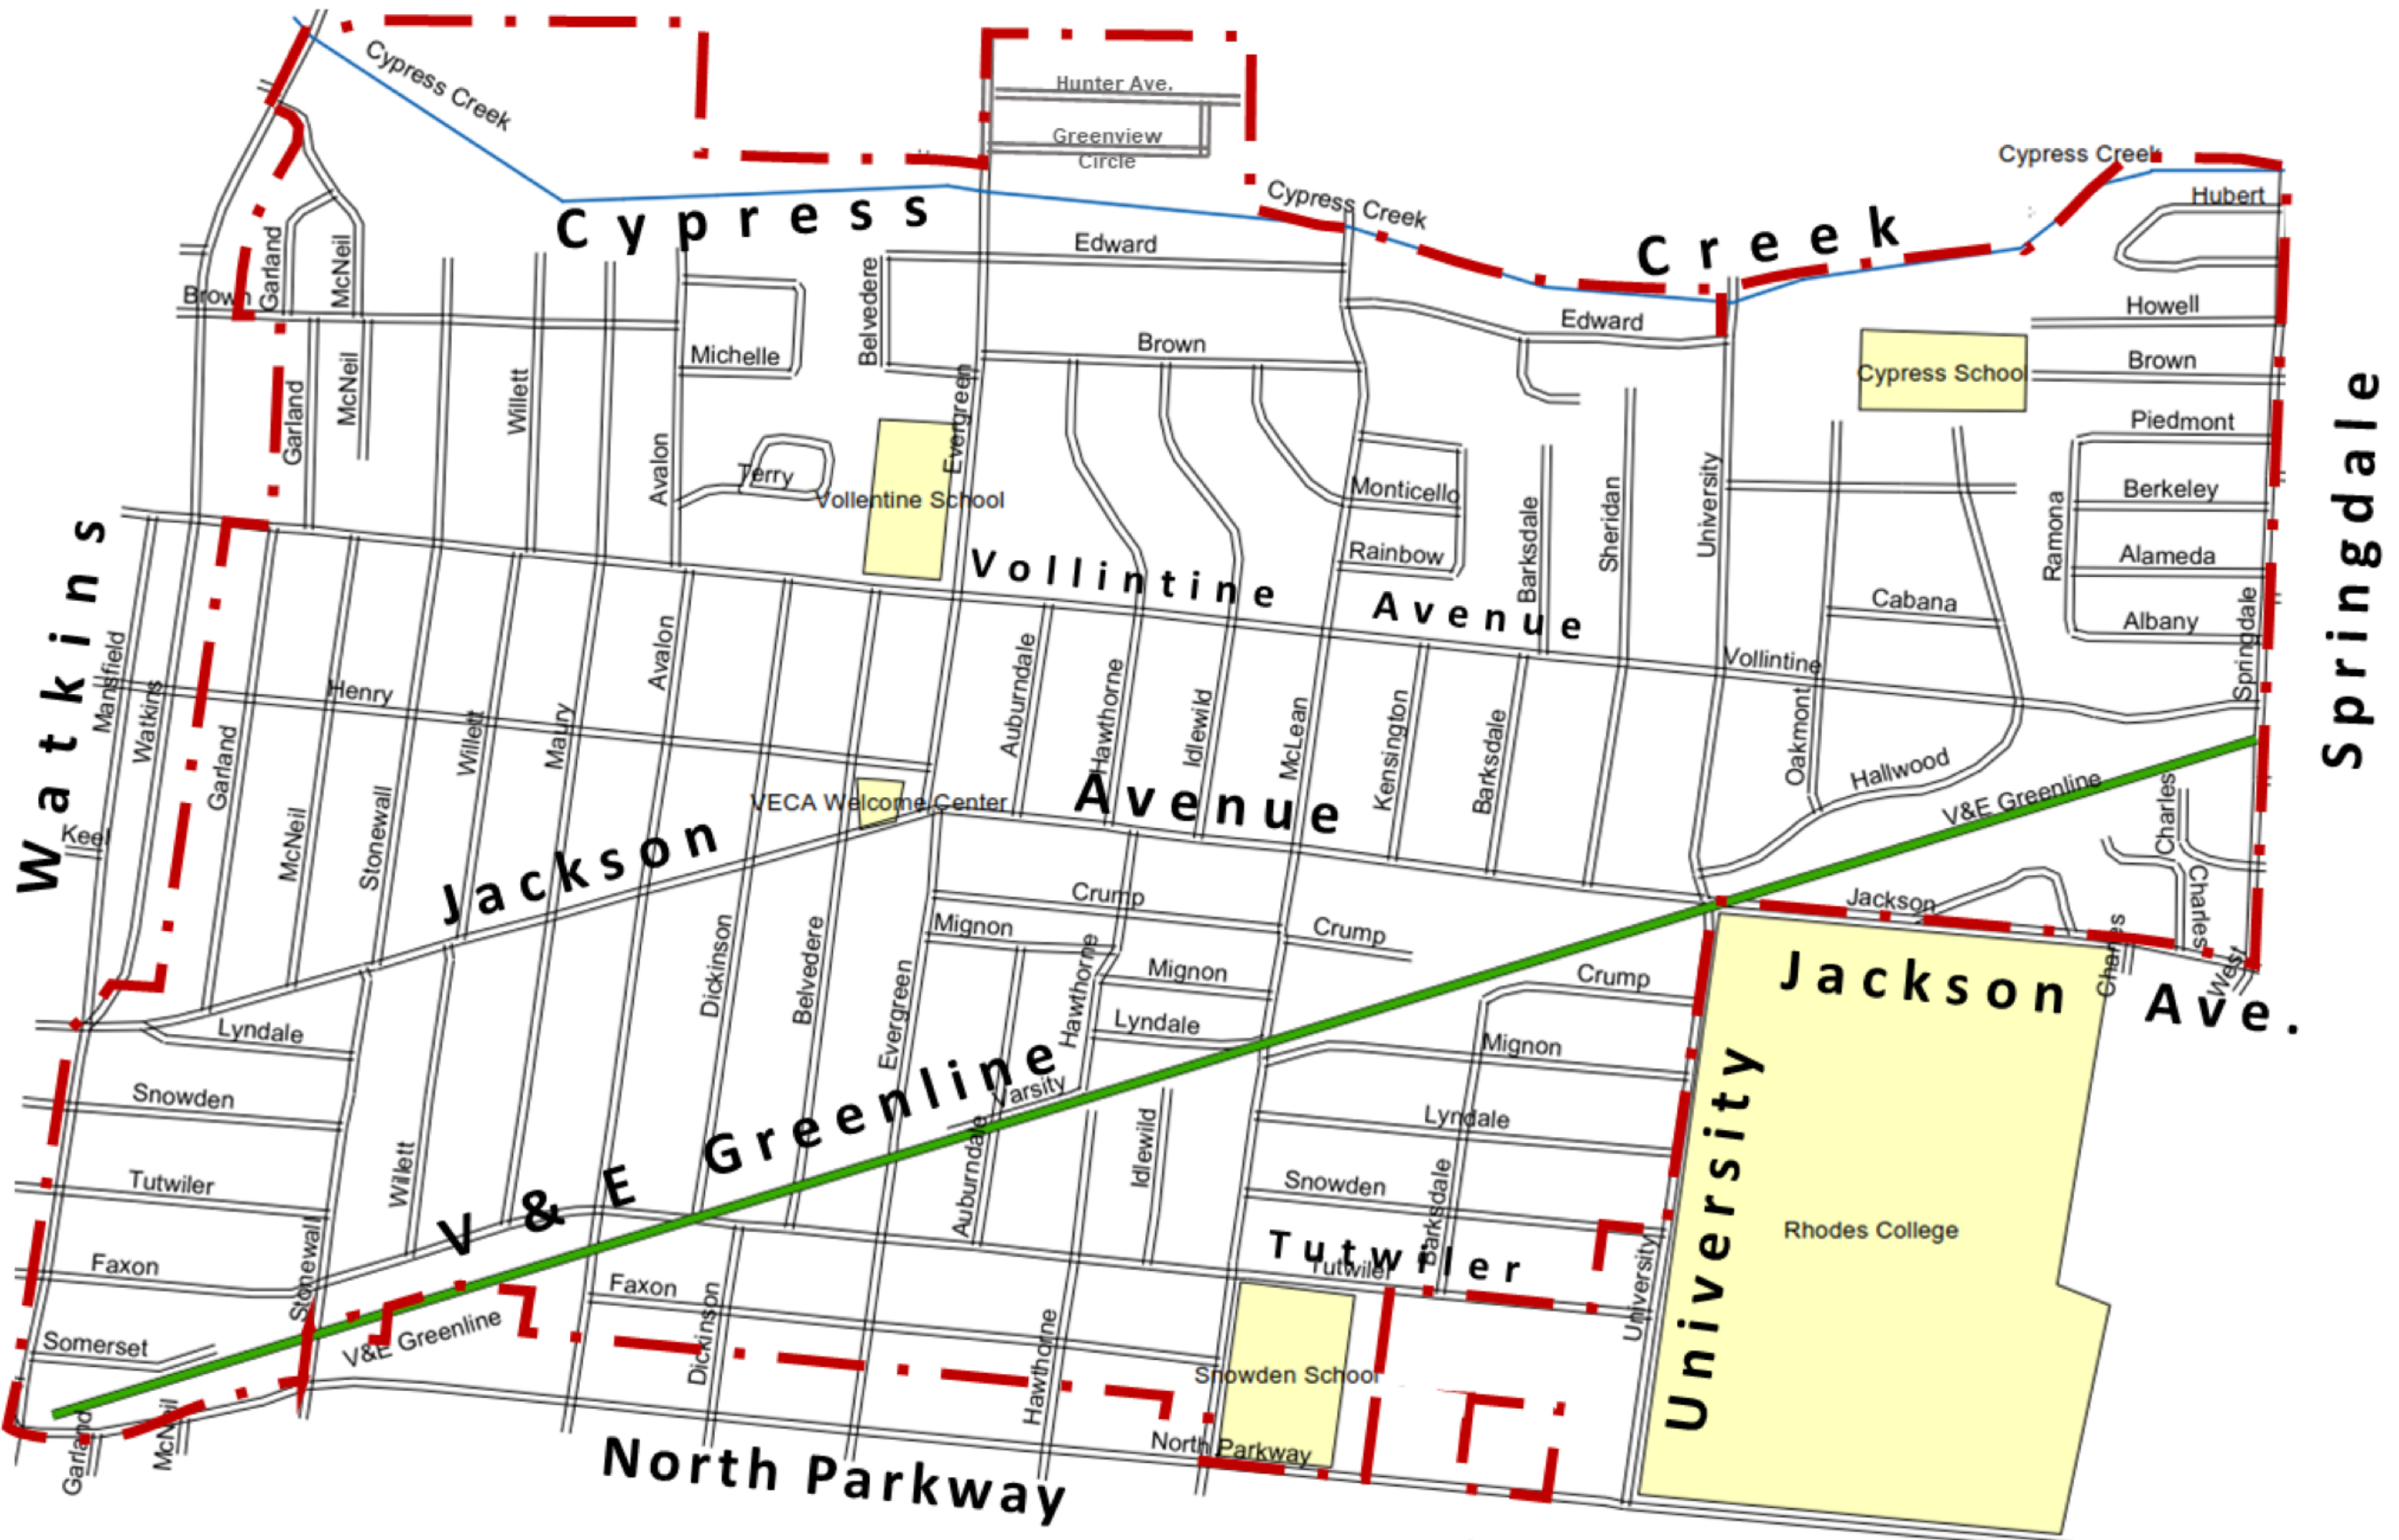 Cypress Creek
Hunter Ave.
Greenview
Circle
Cypress Creek
Cypress Creek
Hubert
Cypress
Creek
Garland
McNeil
Edward
Belvedere
Brown
Edward
Howell
Michelle
Brown
Brown
Cypress School
Garland
McNeil
Willett
Avalon
Evergreen
Piedmont
Terry
Vollentine School
Monticello
University
Berkeley
Ramona
Barksdale
Sheridan
Rainbow
Alameda
Springdale
Vollintine
Avenue
Cabana
Albany
Springdale
Watkins
Mansfield
Watkins
Henry
Avalon
Vollintine
Auburndale
Hawthorne
Idlewild
McLean
Kensington
Barksdale
Oakmont
Garland
Willett
Maury
Hallwood
V&E Greenline
Charles
Keel
McNeil
Stonewall
VECA Welcome Center
Jackson
Avenue
Crump
Crump
Mignon
Jackson
Charles
Charles
West
Dickinson
Belvedere
Evergreen
Hawthorne
Mignon
Crump
Jackson Ave.
Lyndale
Lyndale
Mignon
Snowden
Varsity
Lyndale
Tutwiler
Willett
V & E Greenline
Auburndale
Idlewild
Snowden
Barksdale
University
Rhodes College
Faxon
Stonewall
Tutwiler
Tutwiler
University
Faxon
Somerset
V&E Greenline
Dickinson
Hawthorne
Snowden School
Garland
McNeil
North Parkway
North Parkway